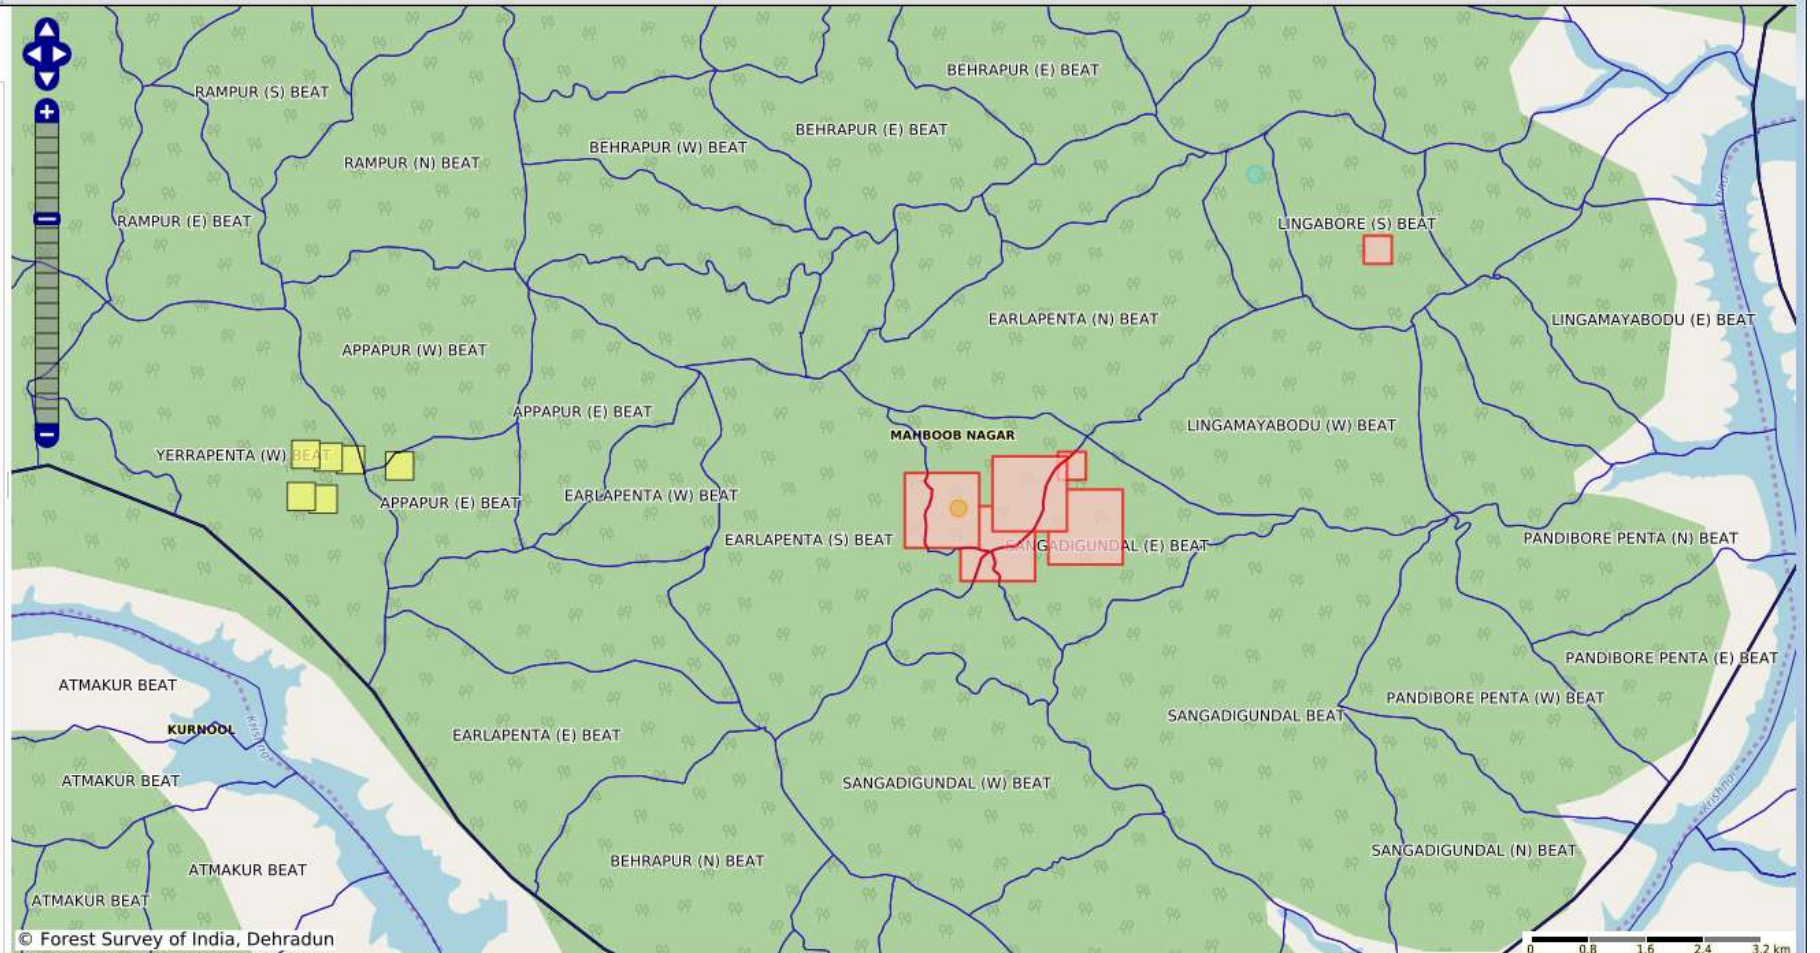 BEHRAPUR (E) BEAT
RAMPUR (S) BEAT
BEHRAPUR (E) BEAT
BEHRAPUR (W) BEAT
RAMPUR (N) BEAT
RAMPUR (E) BEAT
LINGABORE (S) BEAT
EARLAPENTA (N) BEAT
LINGAMAYABODU (E) BEAT
APPAPUR (W) BEAT
APPAPUR (E) BEAT
LINGAMAYABODU (W) BEAT
MAHBOOB NAGAR
YERRAPENTA (W) BEAT
EARLAPENTA (W) BEAT
APPAPUR (E) BEAT
EARLAPENTA (S) BEAT
SANGADIGUNDAL (E) BEAT
PANDIBORE PENTA (N) BEAT
PANDIBORE PENTA (E) BEAT
ATMAKUR BEAT
PANDIBORE PENTA (W) BEAT
SANGADIGUNDAL BEAT
KURNOOL
Krishna
EARLAPENTA (E) BEAT
ATMAKUR BEAT
SANGADIGUNDAL (W) BEAT
Krishna
SANGADIGUNDAL (N) BEAT
BEHRAPUR (N) BEAT
ATMAKUR BEAT
ATMAKUR BEAT
© Forest Survey of India, Dehradun
0 0.8 1.6 2.4 3.2 km